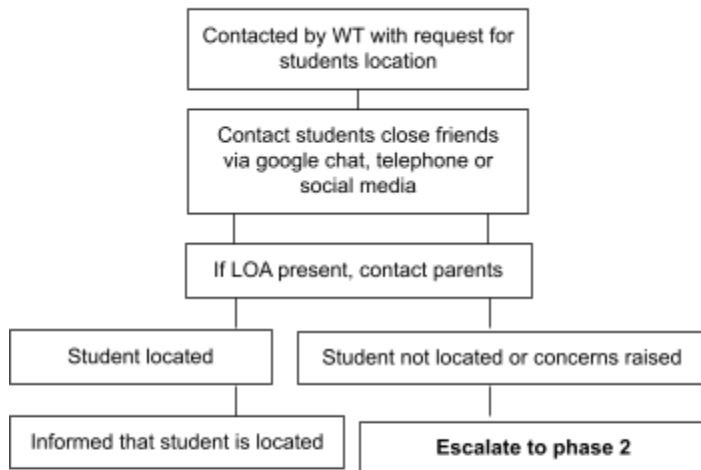 Contacted by WT with request for
students location
Contact students close friends
via google chat, telephone or
social media
If LOA present, contact parents
Student located
Student not located or concerns raised
Informed that student is located
Escalate to phase 2